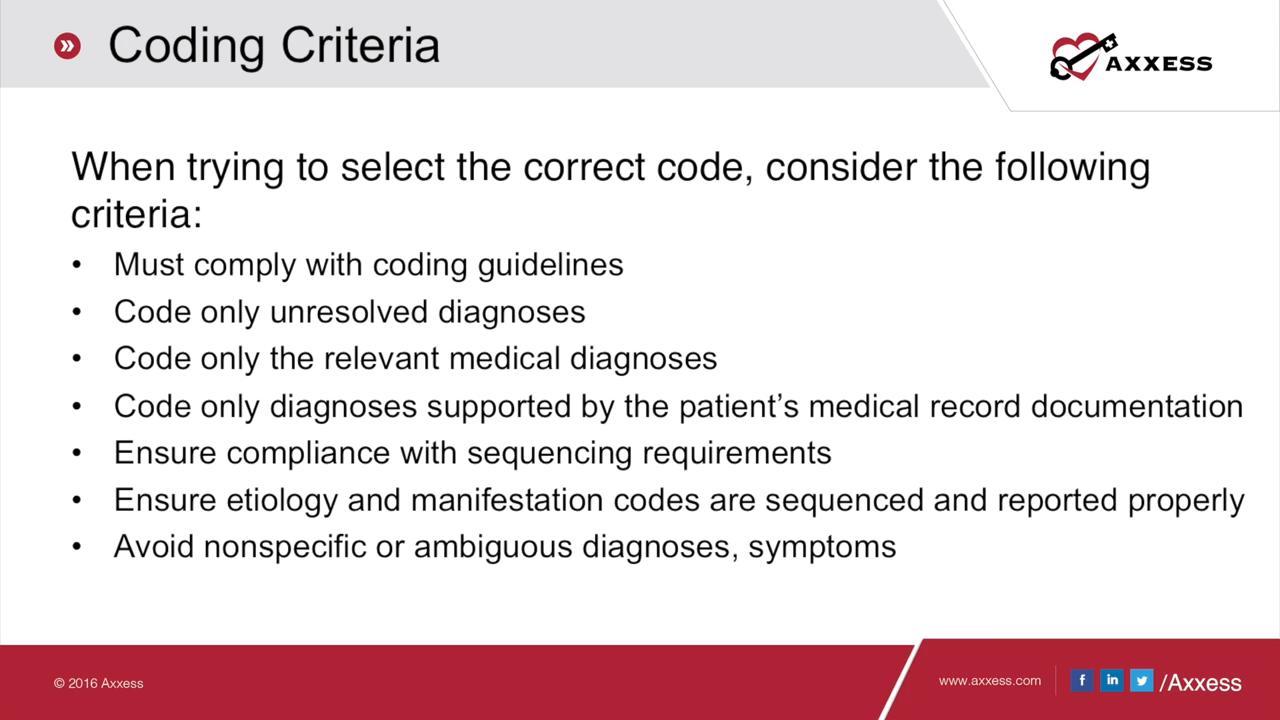 Coding Criteria
AXXESS
When trying to select the correct code, consider the following
criteria:
• Must comply with coding guidelines
• Code only unresolved diagnoses
• Code only the relevant medical diagnoses
• Code only diagnoses supported by the patient’s medical record documentation
• Ensure compliance with sequencing requirements
• Ensure etiology and manifestation codes are sequenced and reported properly
• Avoid nonspecific or ambiguous diagnoses, symptoms
© 2016 Axxess
www.axxess.com f in /Axxess